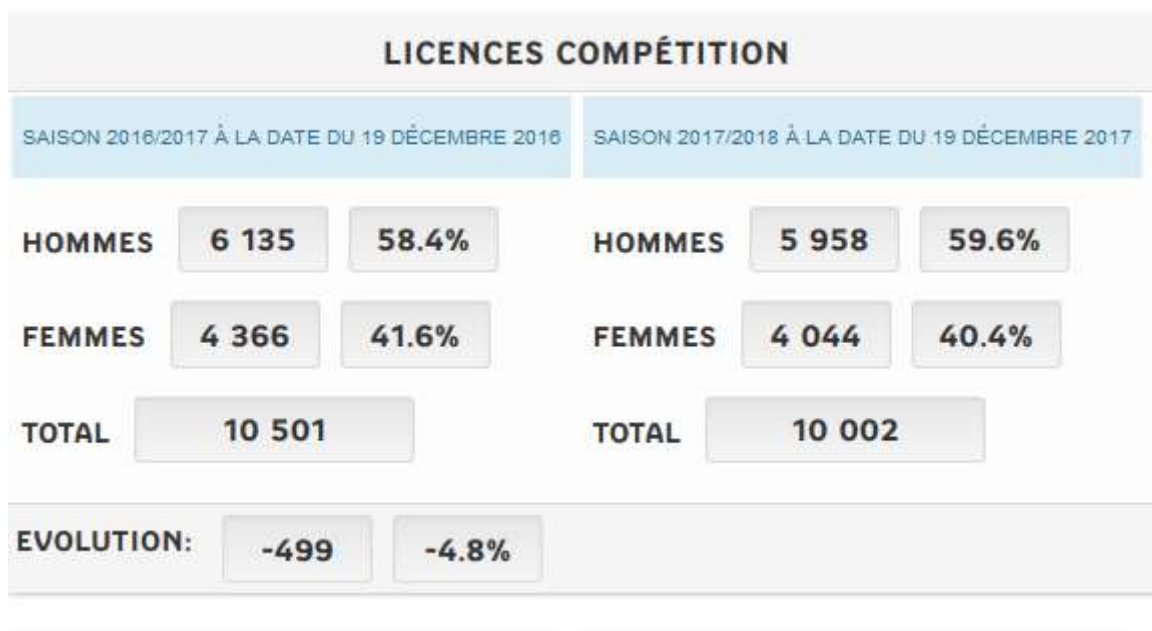 LICENCES COMPÉTITION
SAISON 2016/2017 À LA DATE DU 19 DÉCEMBRE 2016
HOMMES 6 135 58.4%
FEMMES 4 366 41.6%
TOTAL 10 501
SAISON 2017/2018 À LA DATE DU 19 DÉCEMBRE 2017
HOMMES 5 958 59.6%
FEMMES 4 044 40.4%
TOTAL 10 002
EVOLUTION: -499 -4.8%